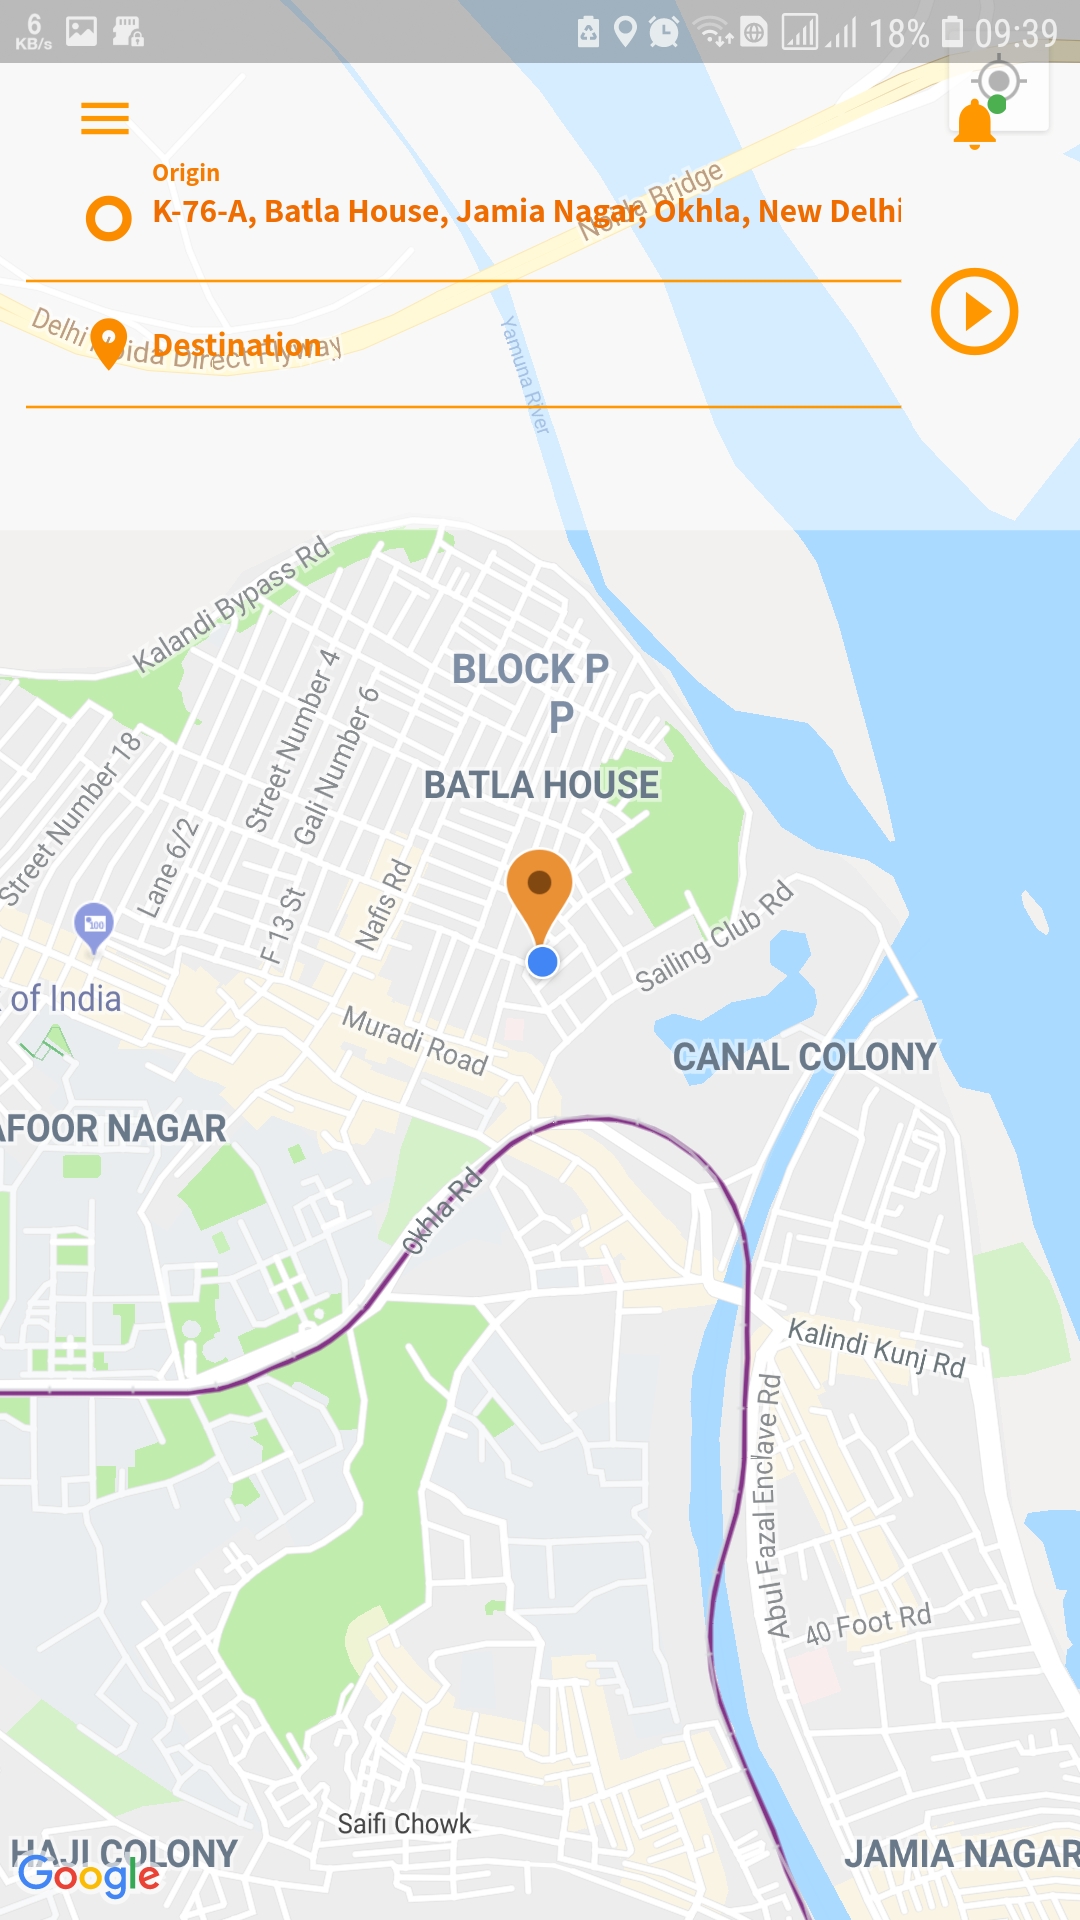 6
KB/s
18% 09:39
Origin
K-76-A, Batla House, Jamia Nagar, Okhla, New Delhi
Noida Bridge
Destination
Delhi Noida Direct Flyway
Yamuna River
Kalandi Bypass Rd
BLOCK P
P
Street Number 4
Gali Number 6
Street Number 18
BATLA HOUSE
Lane 6/2
Nafis Rd
F 13 St
Sailing Club Rd
100
of India
Muradi Road
CANAL COLONY
AFOOR NAGAR
Okhla Rd
Kalindi Kunj Rd
Abul Fazal Enclave Rd
40 Foot Rd
Saifi Chowk
HAJI COLONY
JAMIA NAGAR
Google